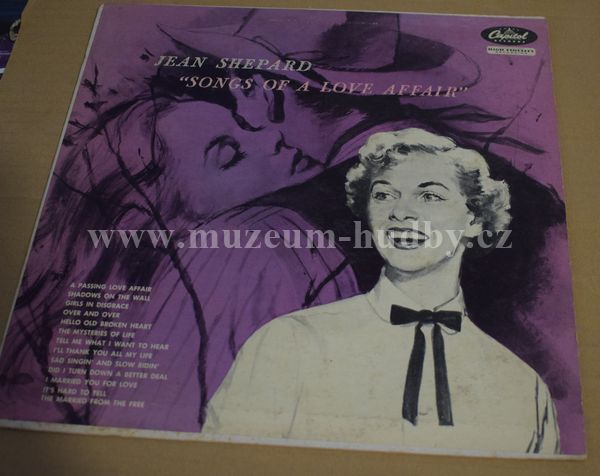 JEAN SHEPARD
"SONGS OF A LOVE AFFAIR"
Capitol
RECORDS
HIGH FIDELITY
www.muzeum-hudby.cz
A PASSING LOVE AFFAIR
SHADOWS ON THE WALL
GIRLS IN DISGRACE
OVER AND OVER
HELLO OLD BROKEN HEART
THE MYSTERIES OF LIFE
TELL ME WHAT I WANT TO HEAR
I'LL THANK YOU ALL MY LIFE
SAD SINGIN' AND SLOW RIDIN'
DID I TURN DOWN A BETTER DEAL
I MARRIED YOU FOR LOVE
IT'S HARD TO TELL
THE MARRIED FROM THE FREE